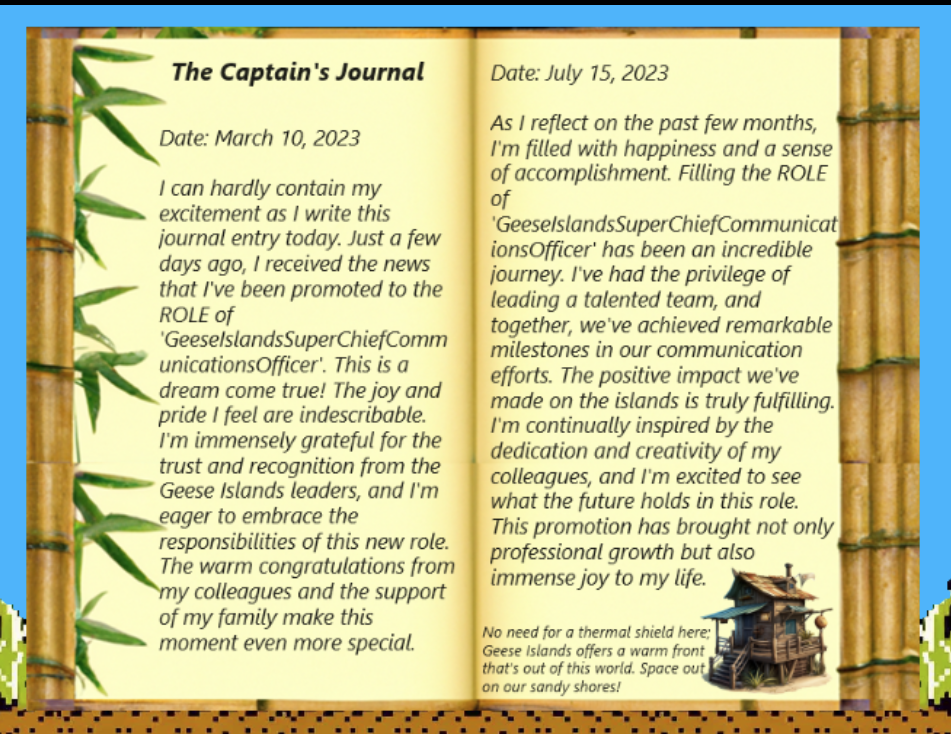 The Captain's Journal
Date: March 10, 2023
I can hardly contain my
excitement as I write this
journal entry today. Just a few
days ago, I received the news
that I've been promoted to the
ROLE of
'GeeseIslandsSuperChiefComm
unicationsOfficer'. This is a
dream come true! The joy and
pride I feel are indescribable.
I'm immensely grateful for the
trust and recognition from the
Geese Islands leaders, and I'm
eager to embrace the
responsibilities of this new role.
The warm congratulations from
my colleagues and the support
of my family make this
moment even more special.
Date: July 15, 2023
As I reflect on the past few months,
I'm filled with happiness and a sense
of accomplishment. Filling the ROLE
of
'GeeseIslandsSuperChiefCommunicat
ionsOfficer' has been an incredible
journey. I've had the privilege of
leading a talented team, and
together, we've achieved remarkable
milestones in our communication
efforts. The positive impact we've
made on the islands is truly fulfilling.
I'm continually inspired by the
dedication and creativity of my
colleagues, and I'm excited to see
what the future holds in this role.
This promotion has brought not only
professional growth but also
immense joy to my life.
No need for a thermal shield here;
Geese Islands offers a warm front
that's out of this world. Space out
on our sandy shores!